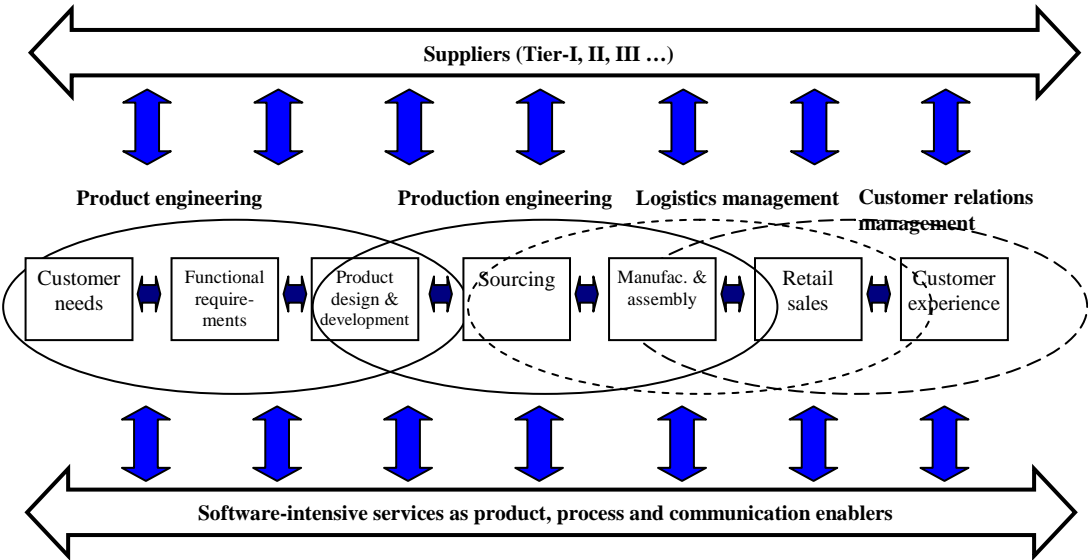 Suppliers (Tier-I, II, III …)
Product engineering
Production engineering
Logistics management
Customer relations
management
Customer
needs
Functional
require-
ments
Product
design &
development
Sourcing
Manufac. &
assembly
Retail
sales
Customer
experience
Software-intensive services as product, process and communication enablers